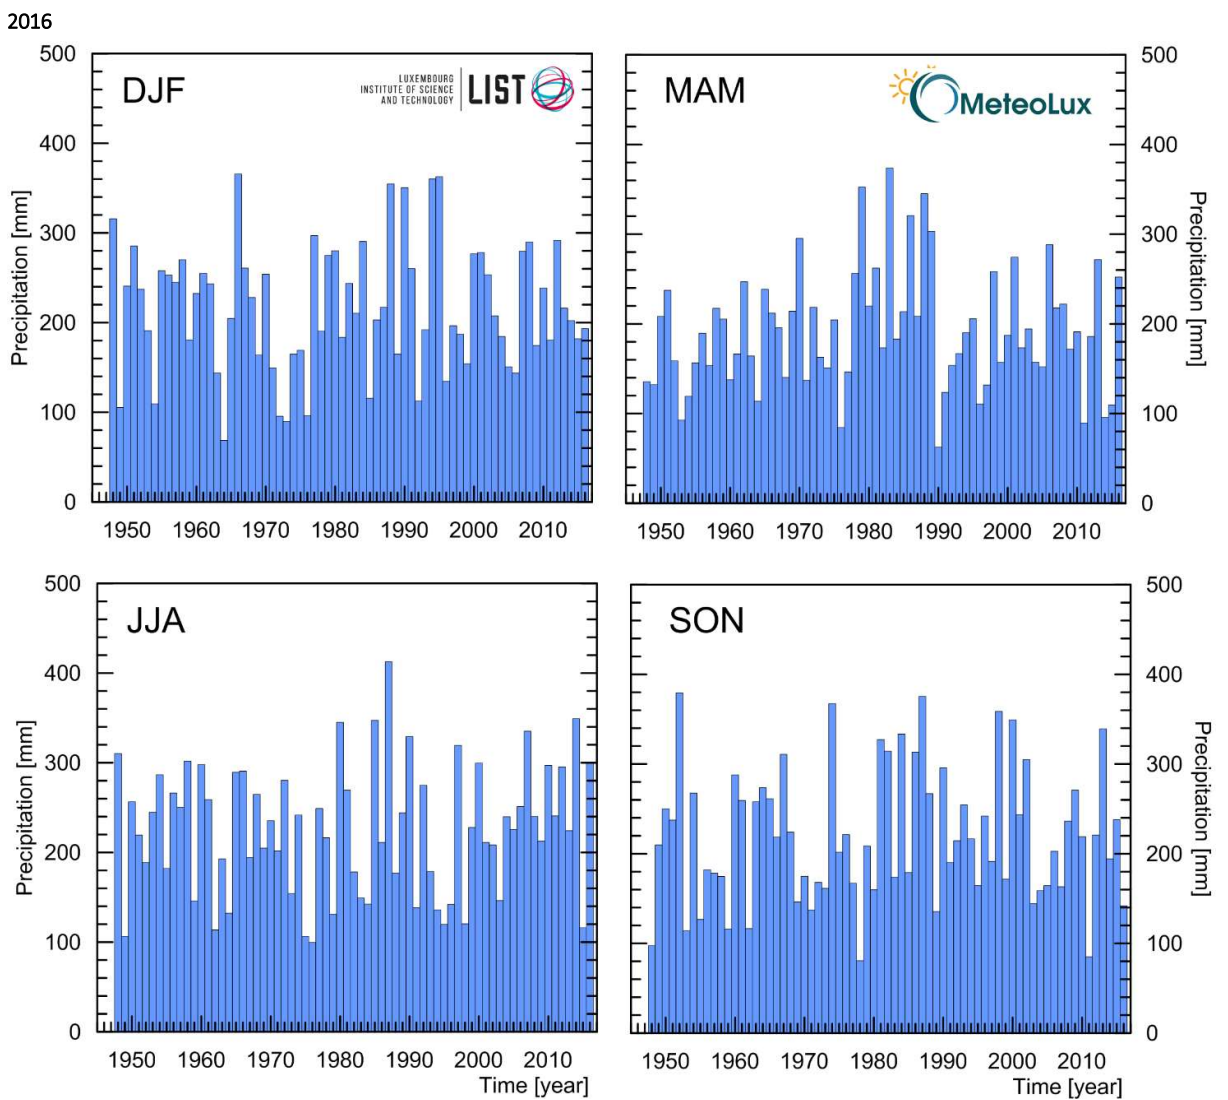 2016
500
400
300
200
100
0
Precipitation [mm]
DJF
LUXEMBOURG
INSTITUTE OF SCIENCE
AND TECHNOLOGY
LIST
1950 1960 1970 1980 1990 2000 2010
MAM
MeteoLux
500
400
300
200
100
0
Precipitation [mm]
1950 1960 1970 1980 1990 2000 2010
500
400
300
200
100
0
Precipitation [mm]
JJA
1950 1960 1970 1980 1990 2000 2010
Time [year]
SON
500
400
300
200
100
0
Precipitation [mm]
1950 1960 1970 1980 1990 2000 2010
Time [year]